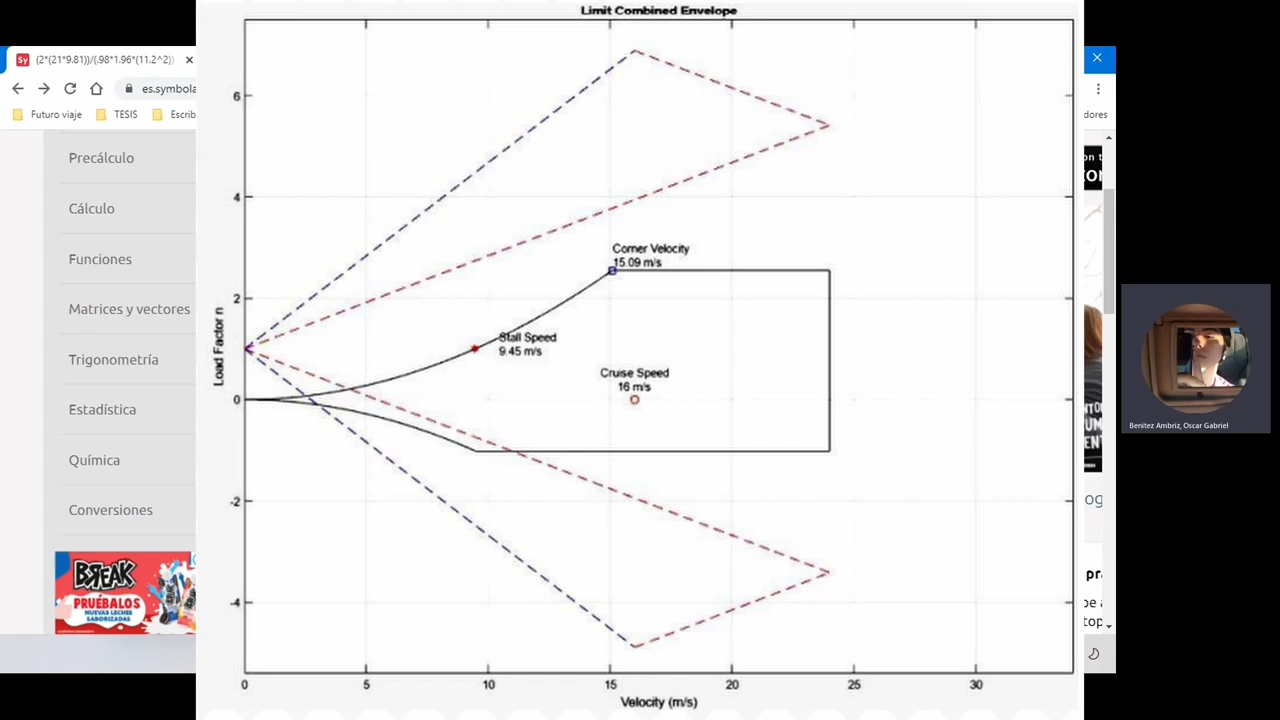 Limit Combined Envelope
(2*(21*9.81))/(.98*1.96*(11.2^2))
es.symbola
Futuro viaje
TESIS
Escrib
dores
Precálculo
Cálculo
Funciones
Matrices y vectores
Trigonometría
Estadística
Química
Conversiones
BREAK
PRUÉBALOS
NUEVAS LECHES
SABORIZADAS
Load Factor n
6
4
2
0
-2
-4
Corner Velocity
15.09 m/s
Stall Speed
9.45 m/s
Cruise Speed
16 m/s
0
5
10
15
20
25
30
Velocity (m/s)
on t
og
pr
Benitez Ambriz, Oscar Gabriel